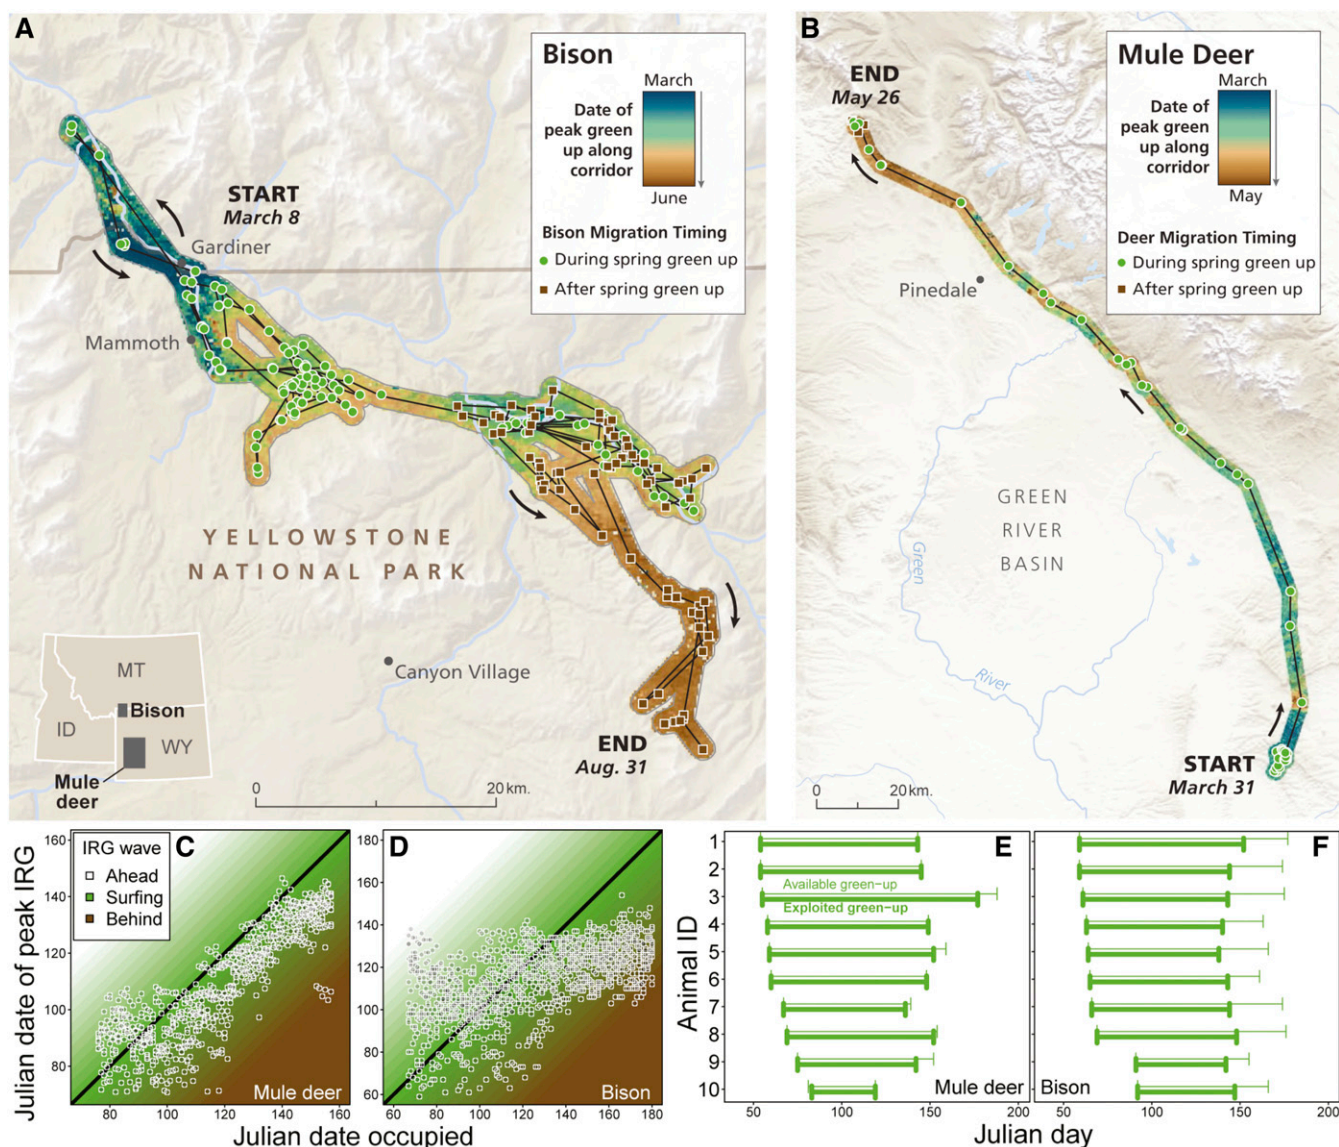 A
Bison
March
Date of
peak green
up along
corridor
June
Bison Migration Timing
During spring green up
After spring green up
START
March 8
Gardiner
Mammoth
YELLOWSTONE
NATIONAL PARK
Canyon Village
MT
Bison
ID
WY
Mule
deer
END
Aug. 31
0
20 km.
B
Mule Deer
March
Date of
peak green
up along
corridor
May
Deer Migration Timing
During spring green up
After spring green up
END
May 26
Pinedale
GREEN
RIVER
BASIN
Green
River
START
March 31
0
20 km.
Julian date of peak IRG
160
140
120
100
80
IRG wave
Ahead
Surfing
Behind
C
Mule deer
80 100 120 140 160
180
160
140
120
100
80
60
D
Bison
60 80 100 120 140 160 180
Julian date occupied
Animal ID
1
2
3
4
5
6
7
8
9
10
E
Available green-up
Exploited green-up
Mule deer
50 100 150 200
F
Bison
50 100 150 200
Julian day